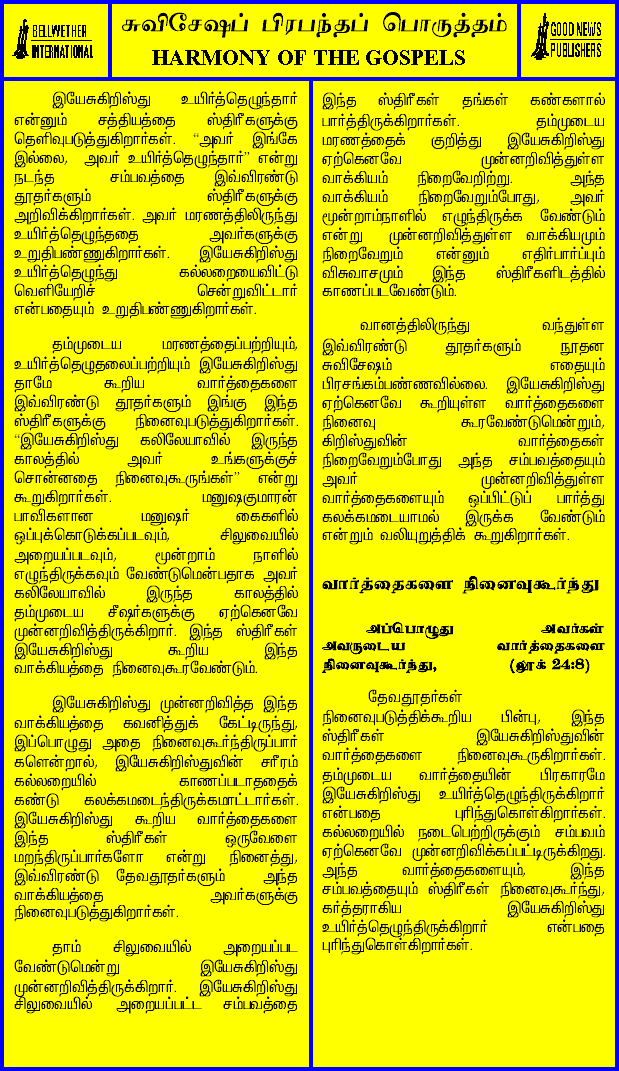 BELLWETHER
INTERNATIONAL
சுவிசேஷப் பிரபந்தப் பொருத்தம்
HARMONY OF THE GOSPELS
GOOD NEWS
PUBLISHERS
இயேசுகிறிஸ்து உயிர்த்தெழுந்தார்
என்னும் சத்தியத்தை ஸ்திரீகளுக்கு
தெளிவுபடுத்துகிறார்கள். “அவர் இங்கே
இல்லை, அவர் உயிர்த்தெழுந்தார்” என்று
நடந்த சம்பவத்தை இவ்விரண்டு
தூதர்களும் ஸ்திரீகளுக்கு
அறிவிக்கிறார்கள். அவர் மரணத்திலிருந்து
உயிர்த்தெழுந்ததை அவர்களுக்கு
உறுதிபண்ணுகிறார்கள். இயேசுகிறிஸ்து
உயிர்த்தெழுந்து கல்லறையைவிட்டு
வெளியேறிச் சென்றுவிட்டார்
என்பதையும் உறுதிபண்ணுகிறார்கள்.
தம்முடைய மரணத்தைப்பற்றியும்,
உயிர்த்தெழுதலைப்பற்றியும் இயேசுகிறிஸ்து
தாமே கூறிய வார்த்தைகளை
இவ்விரண்டு தூதர்களும் இங்கு இந்த
ஸ்திரீகளுக்கு நினைவுபடுத்துகிறார்கள்.
“இயேசுகிறிஸ்து கலிலேயாவில் இருந்த
காலத்தில் அவர் உங்களுக்குச்
சொன்னதை நினைவுகூருங்கள்” என்று
கூறுகிறார்கள். மனுஷகுமாரன்
பாவிகளான மனுஷர் கைகளில்
ஒப்புக்கொடுக்கப்படவும், சிலுவையில்
அறையப்படவும், மூன்றாம் நாளில்
எழுந்திருக்கவும் வேண்டுமென்பதாக அவர்
கலிலேயாவில் இருந்த காலத்தில்
தம்முடைய சீஷர்களுக்கு ஏற்கெனவே
முன்னறிவித்திருக்கிறார். இந்த ஸ்திரீகள்
இயேசுகிறிஸ்து கூறிய இந்த
வாக்கியத்தை நினைவுகூரவேண்டும்.
இயேசுகிறிஸ்து முன்னறிவித்த இந்த
வாக்கியத்தை கவனித்துக் கேட்டிருந்து,
இப்பொழுது அதை நினைவுகூர்ந்திருப்பார்
களென்றால், இயேசுகிறிஸ்துவின் சரீரம்
கல்லறையில் காணப்படாததைக்
கண்டு கலக்கமடைந்திருக்கமாட்டார்கள்.
இயேசுகிறிஸ்து கூறிய வார்த்தைகளை
இந்த ஸ்திரீகள் ஒருவேளை
மறந்திருப்பார்களோ என்று நினைத்து,
இவ்விரண்டு தேவதூதர்களும் அந்த
வாக்கியத்தை அவர்களுக்கு
நினைவுபடுத்துகிறார்கள்.
தாம் சிலுவையில் அறையப்பட
வேண்டுமென்று இயேசுகிறிஸ்து
முன்னறிவித்திருக்கிறார். இயேசுகிறிஸ்து
சிலுவையில் அறையப்பட்ட சம்பவத்தை
இந்த ஸ்திரீகள் தங்கள் கண்களால்
பார்த்திருக்கிறார்கள். தம்முடைய
மரணத்தைக் குறித்து இயேசுகிறிஸ்து
ஏற்கெனவே முன்னறிவித்துள்ள
வாக்கியம் நிறைவேறிற்று. அந்த
வாக்கியம் நிறைவேறும்போது, அவர்
மூன்றாம்நாளில் எழுந்திருக்க வேண்டும்
என்று முன்னறிவித்துள்ள வாக்கியமும்
நிறைவேறும் என்னும் எதிர்பார்ப்பும்
விசுவாசமும் இந்த ஸ்திரீகளிடத்தில்
காணப்படவேண்டும்.
வானத்திலிருந்து வந்துள்ள
இவ்விரண்டு தூதர்களும் நூதன
சுவிசேஷம் எதையும்
பிரசங்கம்பண்ணவில்லை. இயேசுகிறிஸ்து
ஏற்கெனவே கூறியுள்ள வார்த்தைகளை
நினைவு கூரவேண்டுமென்றும்,
கிறிஸ்துவின் வார்த்தைகள்
நிறைவேறும்போது அந்த சம்பவத்தையும்
அவர் முன்னறிவித்துள்ள
வார்த்தைகளையும் ஒப்பிட்டுப் பார்த்து
கலக்கமடையாமல் இருக்க வேண்டும்
என்றும் வலியுறுத்திக் கூறுகிறார்கள்.
வார்த்தைகளை நினைவுகூர்ந்து
அப்பொழுது அவர்கள்
அவருடைய வார்த்தைகளை
நினைவுகூர்ந்து, (லூக் 24:8)
தேவதூதர்கள்
நினைவுபடுத்திக்கூறிய பின்பு, இந்த
ஸ்திரீகள் இயேசுகிறிஸ்துவின்
வார்த்தைகளை நினைவுகூருகிறார்கள்.
தம்முடைய வார்த்தையின் பிரகாரமே
இயேசுகிறிஸ்து உயிர்த்தெழுந்திருக்கிறார்
என்பதை புரிந்துகொள்கிறார்கள்.
கல்லறையில் நடைபெற்றிருக்கும் சம்பவம்
ஏற்கெனவே முன்னறிவிக்கப்பட்டிருக்கிறது.
அந்த வார்த்தைகளையும், இந்த
சம்பவத்தையும் ஸ்திரீகள் நினைவுகூர்ந்து,
கர்த்தராகிய இயேசுகிறிஸ்து
உயிர்த்தெழுந்திருக்கிறார் என்பதை
புரிந்துகொள்கிறார்கள்.